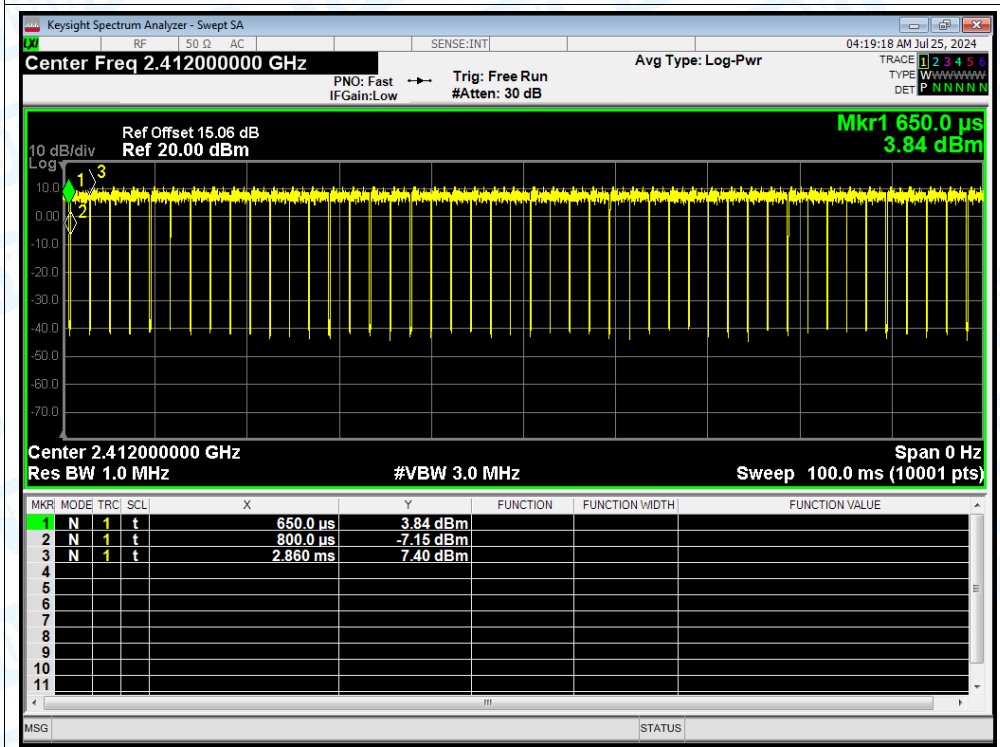 Keysight Spectrum Analyzer - Swept SA
LXI RF 50 Ω AC SENSE:INT 04:19:18 AM Jul 25, 2024
Center Freq 2.412000000 GHz Avg Type: Log-Pwr TRACE 1 2 3 4 5 6
PNO: Fast Trig: Free Run TYPE WWWWWW
IFGain:Low #Atten: 30 dB DET P N N N N N
Mkr1 650.0 µs
Ref Offset 15.06 dB
10 dB/div Ref 20.00 dBm 3.84 dBm
Log
1 3
10.0
2
0.00
-10.0
-20.0
-30.0
-40.0
-50.0
-60.0
-70.0
Center 2.412000000 GHz Span 0 Hz
Res BW 1.0 MHz #VBW 3.0 MHz Sweep 100.0 ms (10001 pts)
MKR MODE TRC SCL X Y FUNCTION FUNCTION WIDTH FUNCTION VALUE
1 N 1 t 650.0 µs 3.84 dBm
2 N 1 t 800.0 µs -7.15 dBm
3 N 1 t 2.860 ms 7.40 dBm
4
5
6
7
8
9
10
11
MSG STATUS